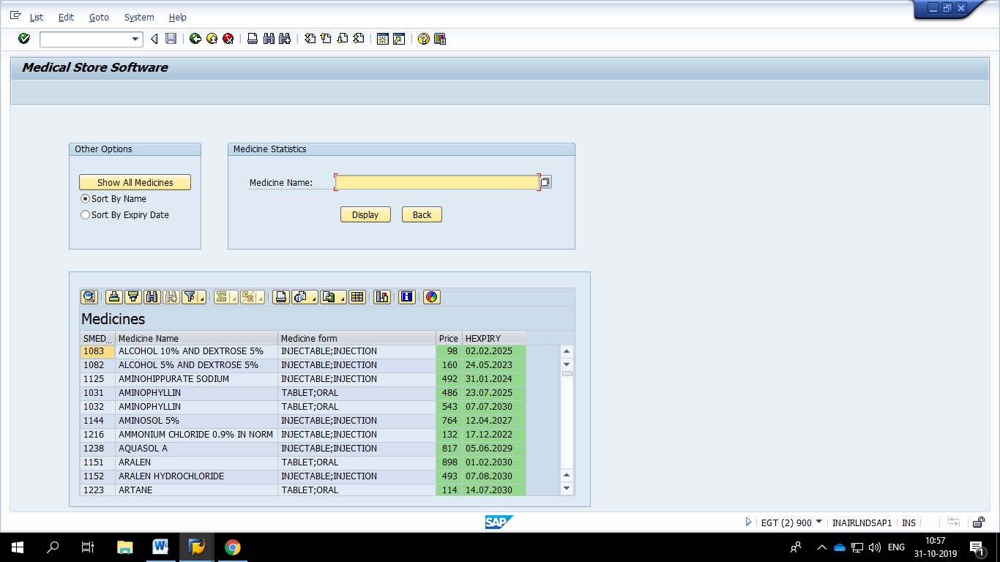 List Edit Goto System Help
Medical Store Software
Other Options
Medicine Statistics
Show All Medicines
Medicine Name:
Sort By Name
Sort By Expiry Date
Display Back
Medicines
SMED... Medicine Name Medicine form Price HEXPIRY
1083 ALCOHOL 10% AND DEXTROSE 5% INJECTABLE;INJECTION 98 02.02.2025
1082 ALCOHOL 5% AND DEXTROSE 5% INJECTABLE;INJECTION 160 24.05.2023
1125 AMINOHIPPURATE SODIUM INJECTABLE;INJECTION 492 31.01.2024
1031 AMINOPHYLLIN TABLET;ORAL 486 23.07.2025
1032 AMINOPHYLLIN TABLET;ORAL 543 07.07.2030
1144 AMINOSOL 5% INJECTABLE;INJECTION 764 12.04.2027
1216 AMMONIUM CHLORIDE 0.9% IN NORM INJECTABLE;INJECTION 132 17.12.2022
1238 AQUASOL A INJECTABLE;INJECTION 817 05.06.2029
1151 ARALEN TABLET;ORAL 898 01.02.2030
1152 ARALEN HYDROCHLORIDE INJECTABLE;INJECTION 493 07.08.2030
1223 ARTANE TABLET;ORAL 114 14.07.2030
SAP EGT (2) 900 INAIRLNDSAP1 INS
ENG 10:57
31-10-2019 1